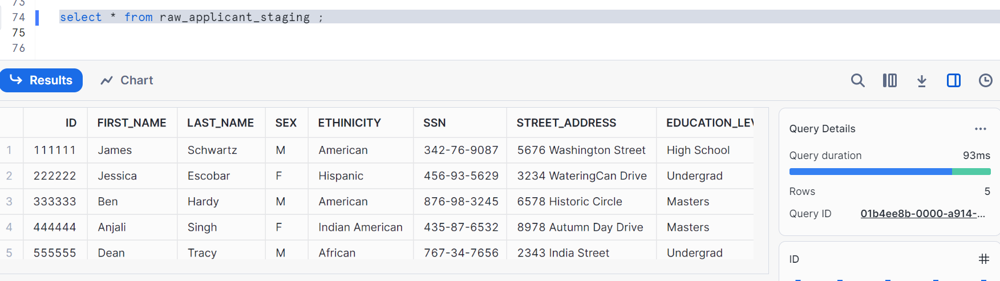 73
74 select * from raw_applicant_staging ;
75
76
Results Chart
ID FIRST_NAME LAST_NAME SEX ETHINICITY SSN STREET_ADDRESS EDUCATION_LEV
1 111111 James Schwartz M American 342-76-9087 5676 Washington Street High School
2 222222 Jessica Escobar F Hispanic 456-93-5629 3234 WateringCan Drive Undergrad
3 333333 Ben Hardy M American 876-98-3245 6578 Historic Circle Masters
4 444444 Anjali Singh F Indian American 435-87-6532 8978 Autumn Day Drive Masters
5 555555 Dean Tracy M African 767-34-7656 2343 India Street Undergrad
Query Details ...
Query duration 93ms
Rows 5
Query ID 01b4ee8b-0000-a914-...
ID #